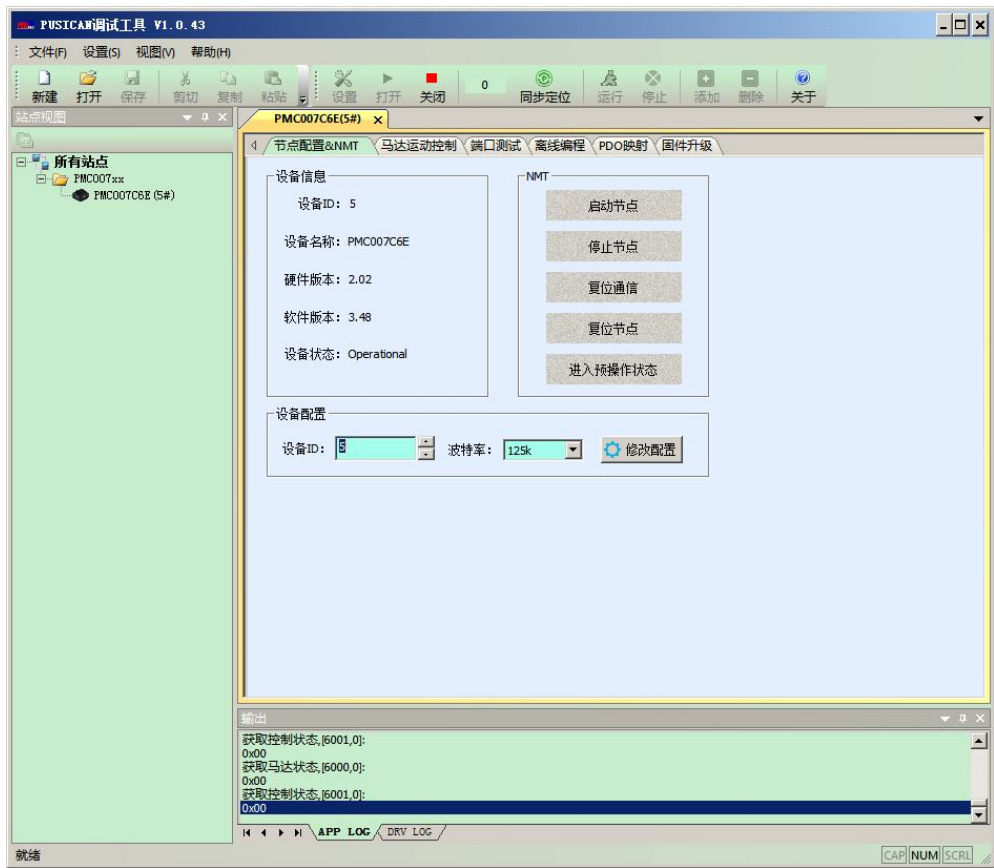 PUSICAN调试工具 V1.0.43
文件(F) 设置(S) 视图(V) 帮助(H)
新建 打开 保存 剪切 复制 粘贴 设置 打开 关闭 0 同步定位 运行 停止 添加 删除 关于
站点视图
所有站点
PMC007xx
PMC007C6E (5#)
PMC007C6E(5#)
节点配置&NMT 马达运动控制 端口测试 离线编程 PDO映射 固件升级
设备信息
设备ID: 5
设备名称: PMC007C6E
硬件版本: 2.02
软件版本: 3.48
设备状态: Operational
NMT
启动节点
停止节点
复位通信
复位节点
进入预操作状态
设备配置
设备ID: 5 波特率: 125k 修改配置
输出
获取控制状态,[6001,0]:
0x00
获取马达状态,[6000,0]:
0x00
获取控制状态,[6001,0]:
0x00
APP LOG DRV LOG
就绪 CAP NUM SCRL